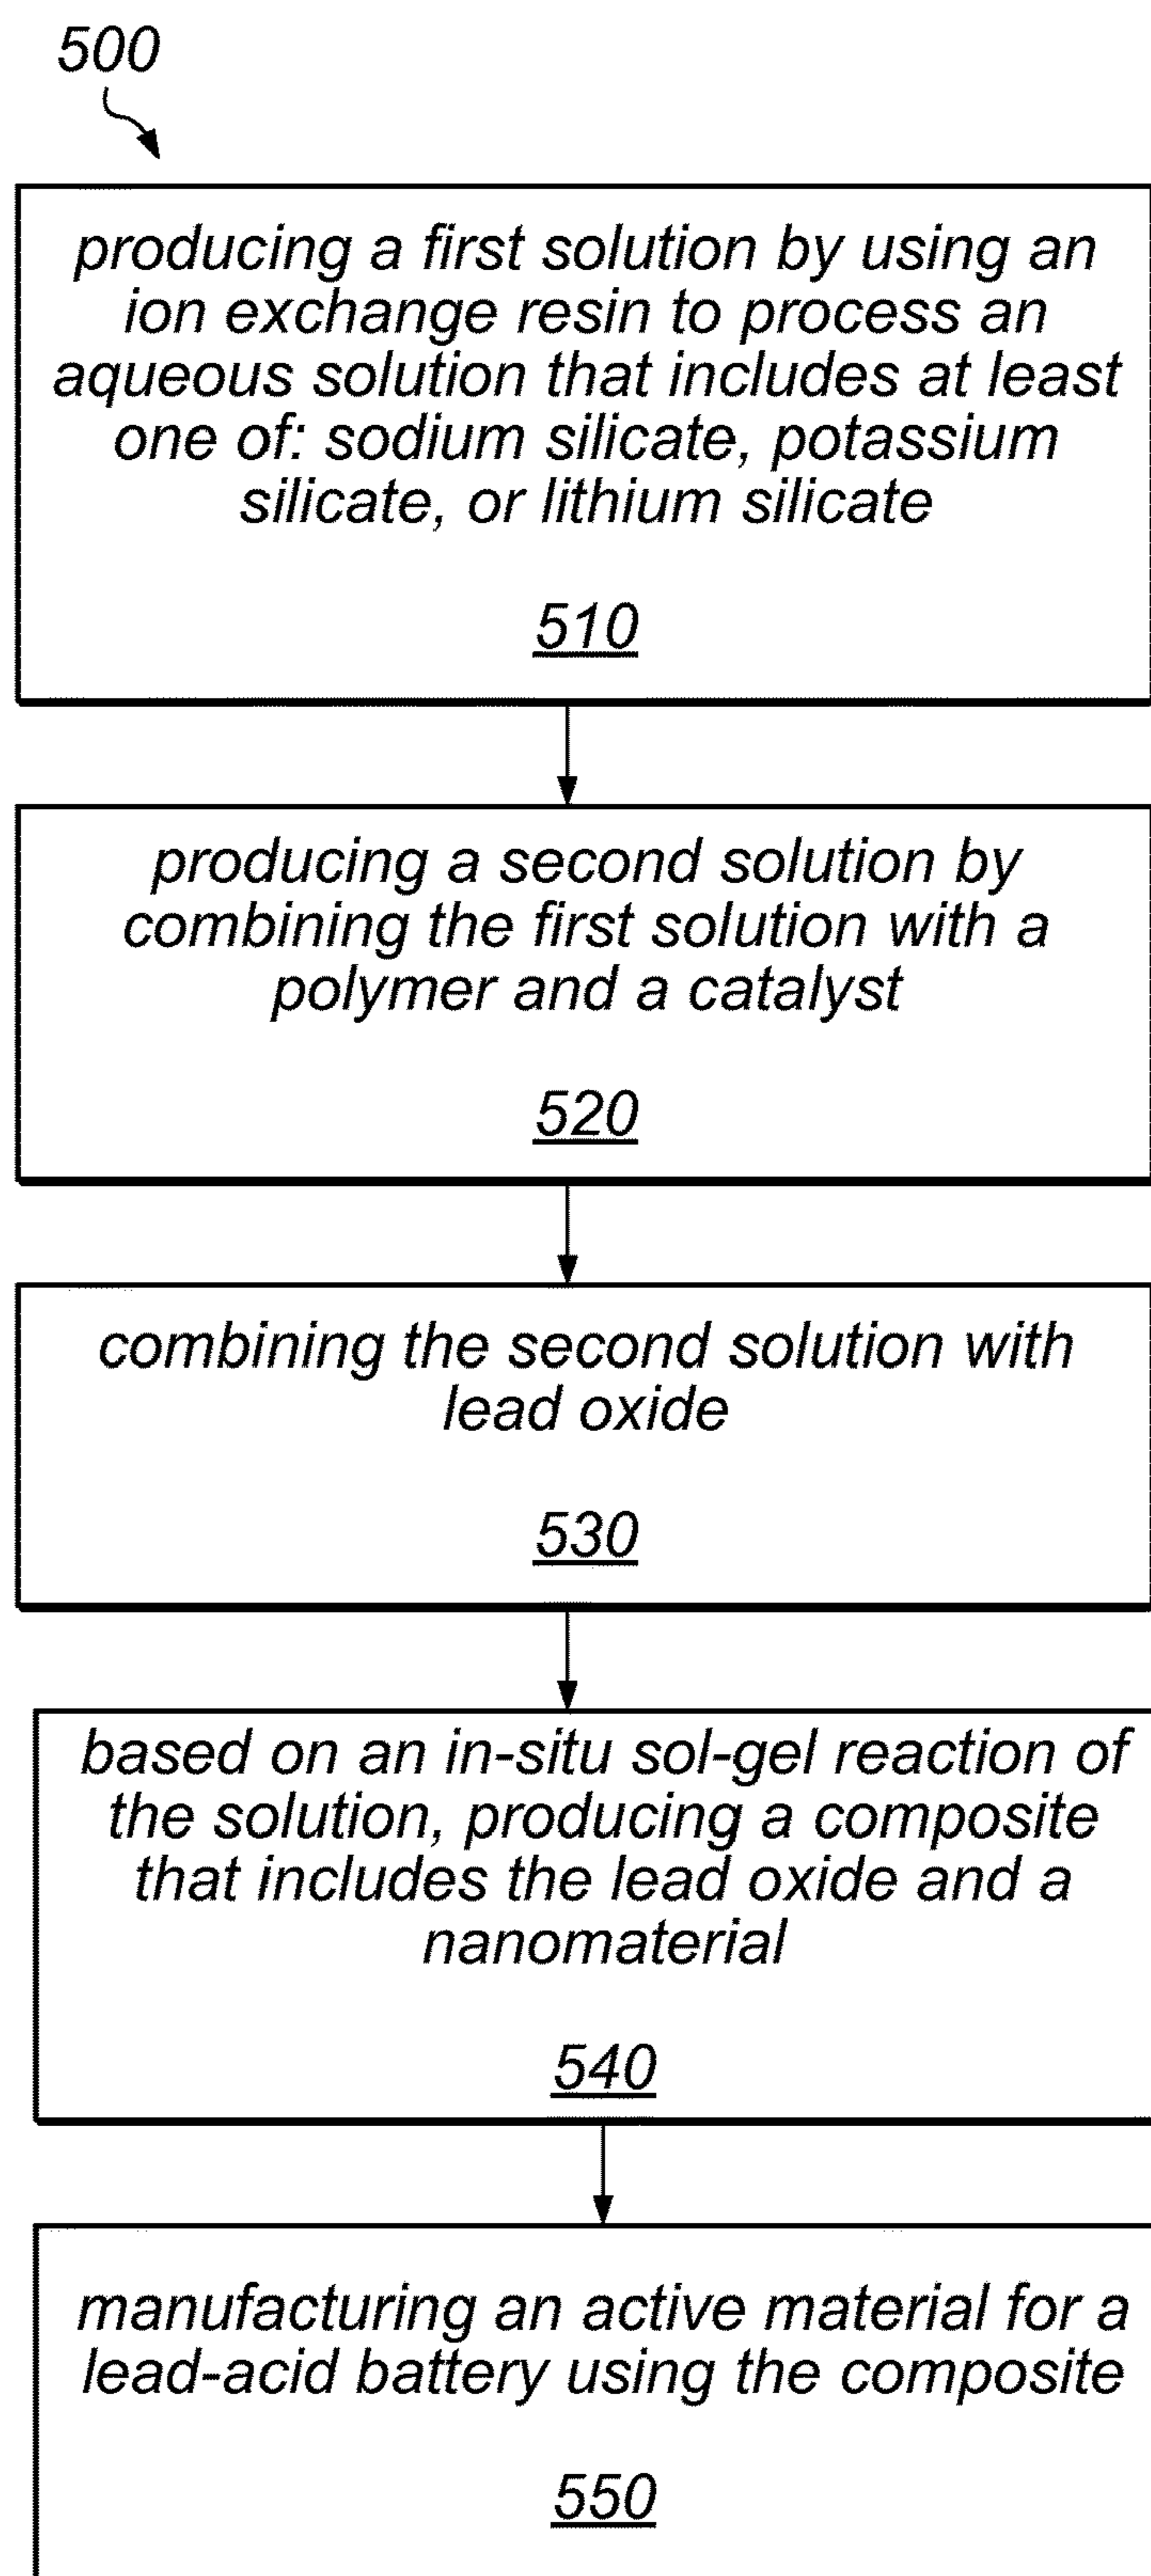 500
producing a first solution by using an
ion exchange resin to process an
aqueous solution that includes at least
one of: sodium silicate, potassium
silicate, or lithium silicate
510
producing a second solution by
combining the first solution with a
polymer and a catalyst
520
combining the second solution with
lead oxide
530
based on an in-situ sol-gel reaction of
the solution, producing a composite
that includes the lead oxide and a
nanomaterial
540
manufacturing an active material for a
lead-acid battery using the composite
550